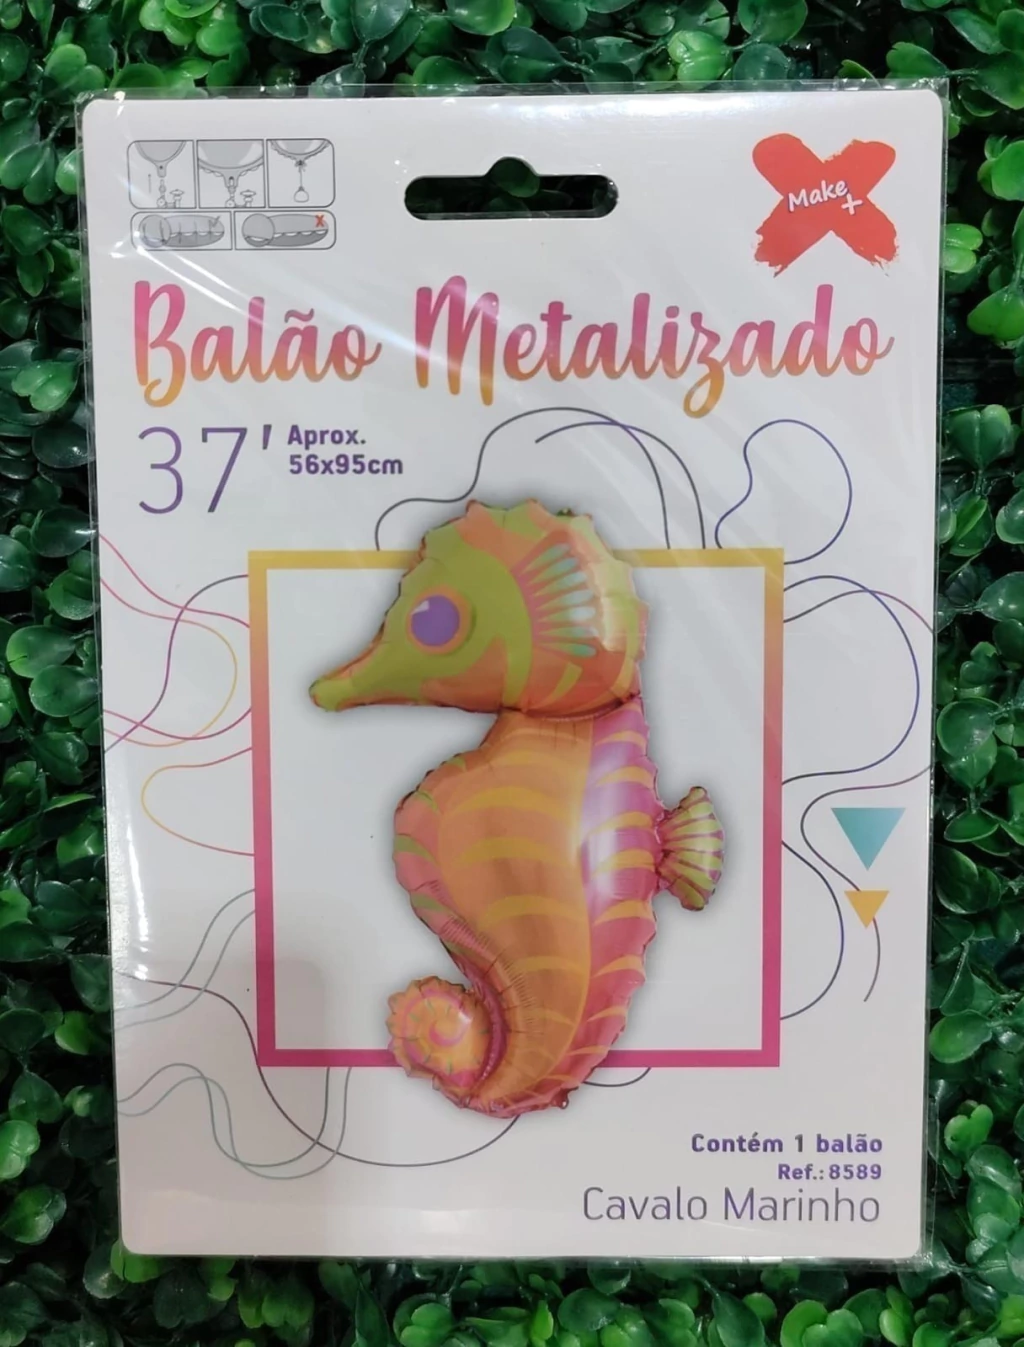 Make
+
Balão Metalizado
37'
Aprox.
56x95cm
Contém 1 balão
Ref.: 8589
Cavalo Marinho